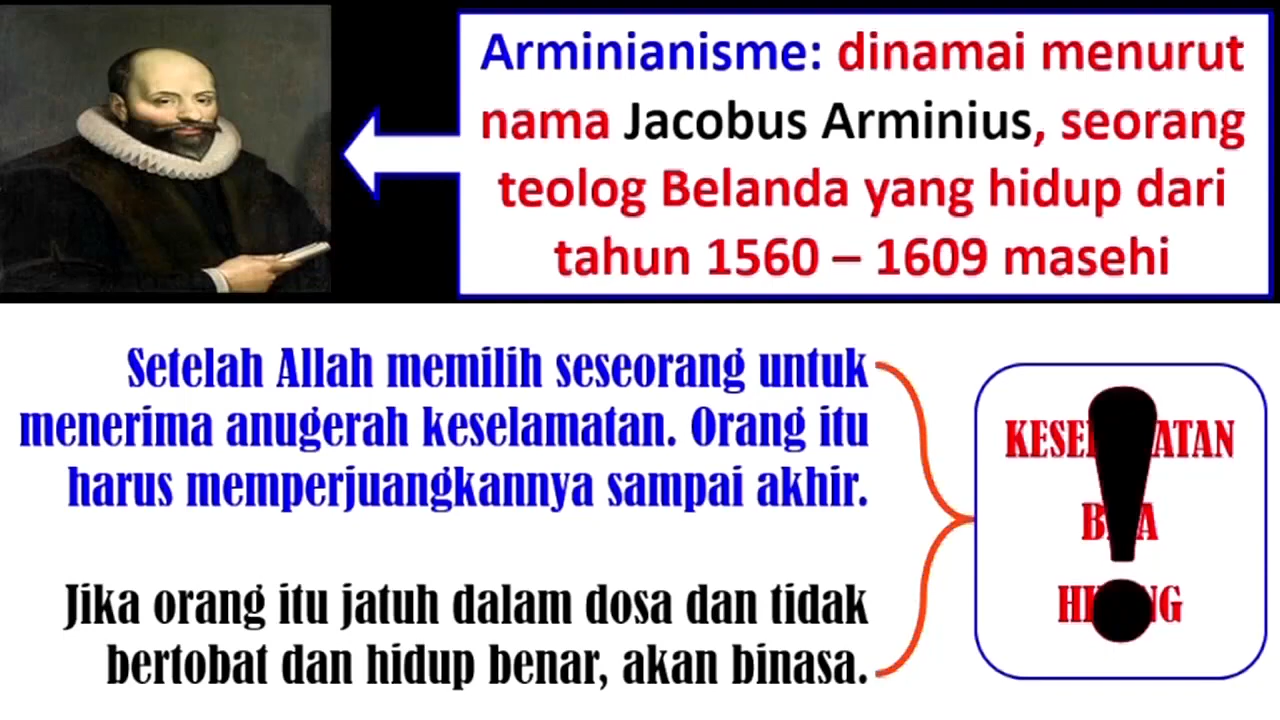 Arminianisme: dinamai menurut
nama Jacobus Arminius, seorang
teolog Belanda yang hidup dari
tahun 1560 – 1609 masehi
Setelah Allah memilih seseorang untuk
menerima anugerah keselamatan. Orang itu
harus memperjuangkannya sampai akhir.
Jika orang itu jatuh dalam dosa dan tidak
bertobat dan hidup benar, akan binasa.
!